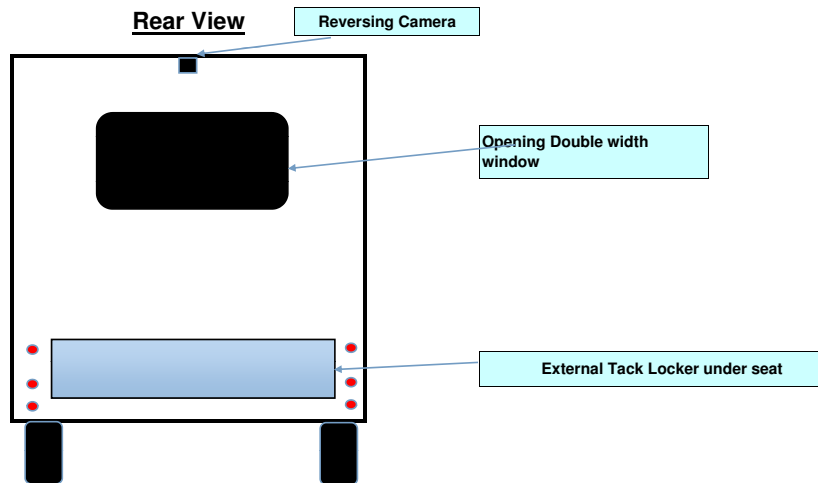 Rear View
Reversing Camera
Opening Double width
window
External Tack Locker under seat